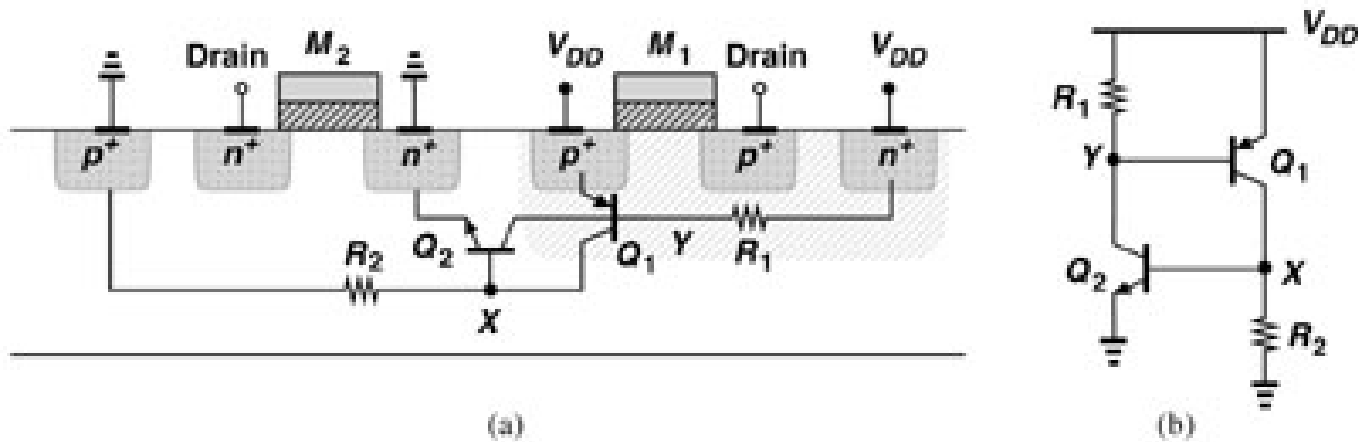 Drain M2 VDD M1 Drain VDD
p+ n+ n+ p+ p+ n+
Q2 Q1 Y R1
R2
X
(a)
VDD
R1
Y Q1
Q2 X
R2
(b)